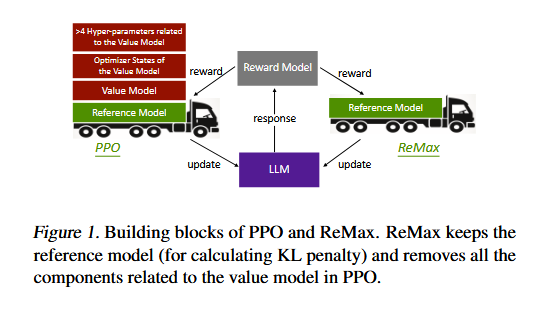 >4 Hyper-parameters related
to the Value Model
Optimizer States of
the Value Model
Value Model
Reference Model
PPO
reward
Reward Model
reward
response
Reference Model
ReMax
update
LLM
update
Figure 1. Building blocks of PPO and ReMax. ReMax keeps the
reference model (for calculating KL penalty) and removes all the
components related to the value model in PPO.